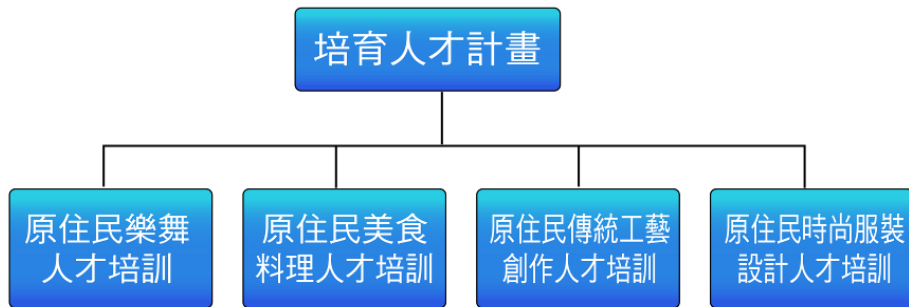 培育人才計畫
原住民樂舞
人才培訓
原住民美食
料理人才培訓
原住民傳統工藝
創作人才培訓
原住民時尚服裝
設計人才培訓